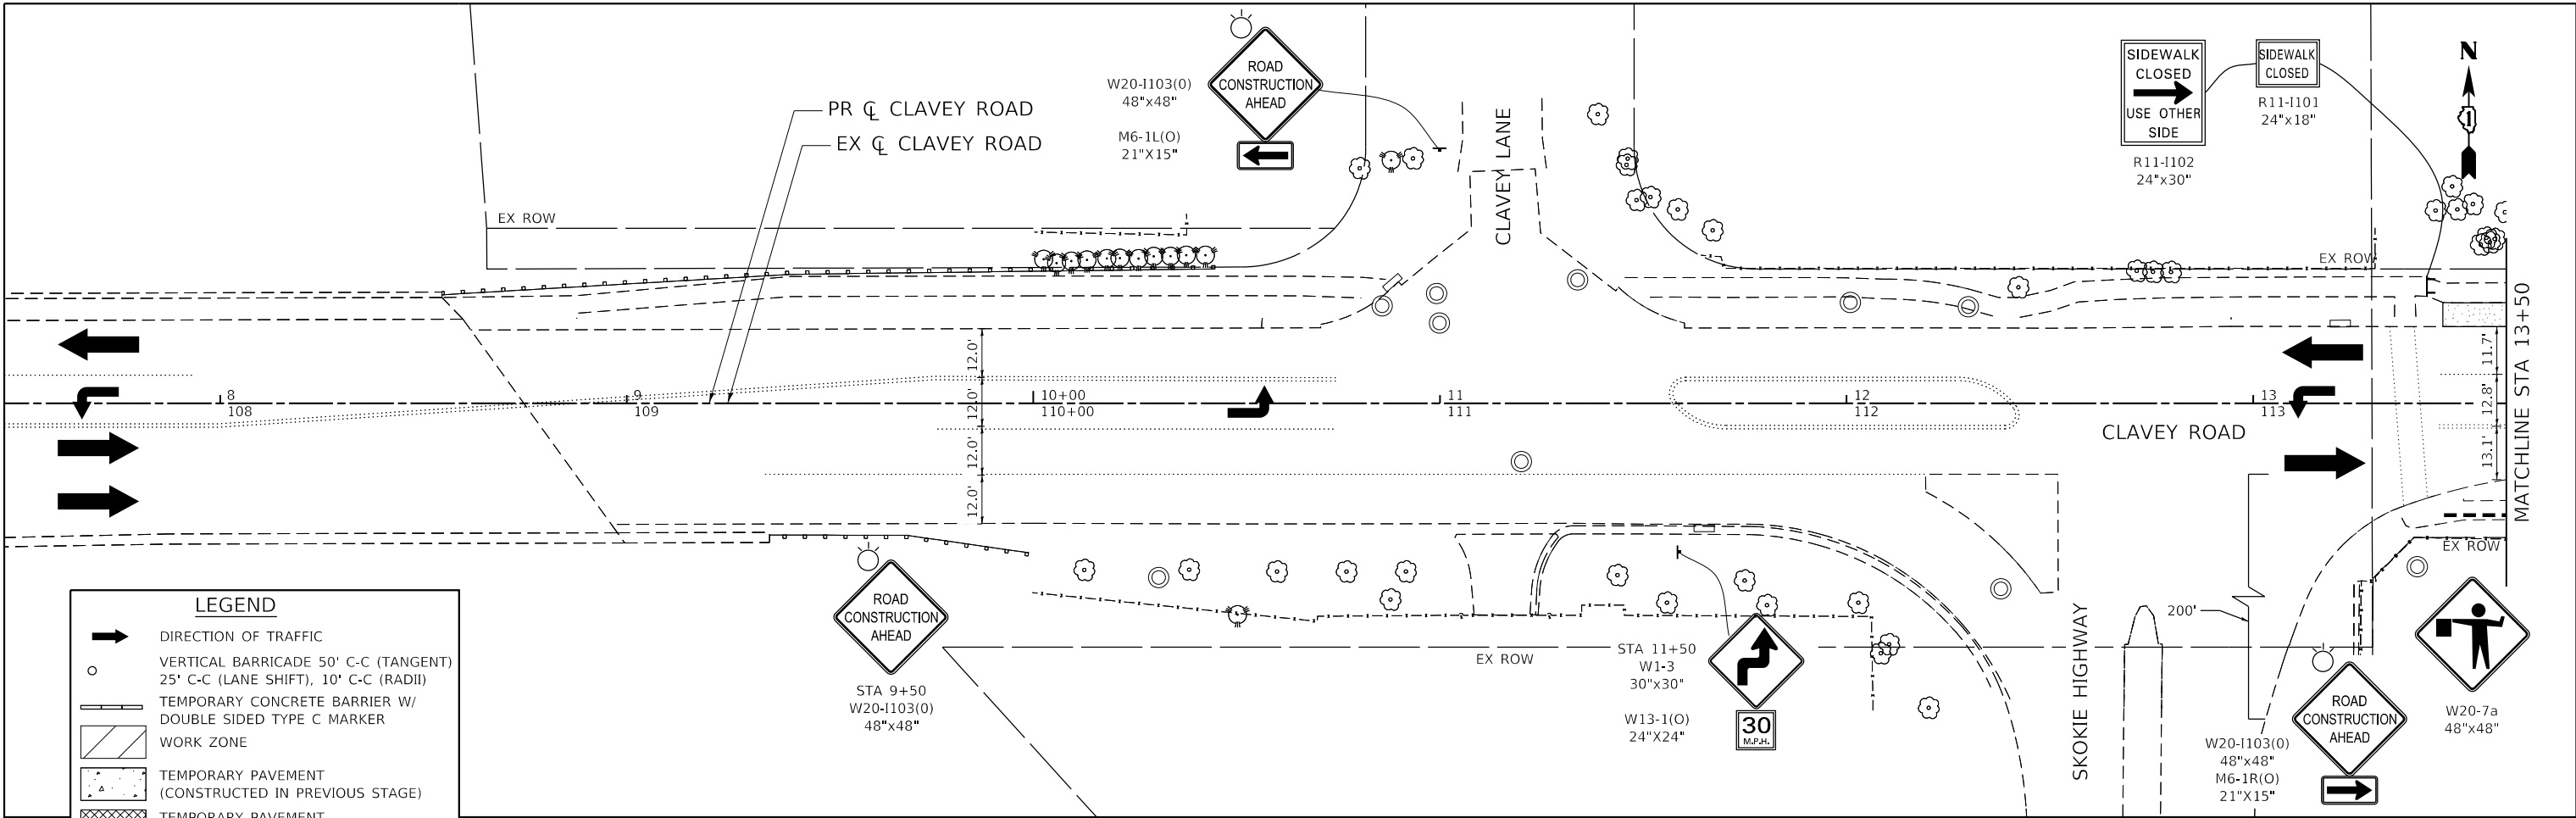 PR ℄ CLAVEY ROAD
EX ℄ CLAVEY ROAD
EX ROW
W20-I103(0)
48"x48"
M6-1L(O)
21"X15"
ROAD
CONSTRUCTION
AHEAD
CLAVEY LANE
SIDEWALK
CLOSED
USE OTHER
SIDE
R11-I102
24"x30"
SIDEWALK
CLOSED
R11-I101
24"x18"
N
1
EX ROW
MATCHLINE STA 13+50
8
108
9
109
10+00
110+00
11
111
12
112
13
113
12.0'
12.0'
12.0'
12.0'
11.7'
12.8'
13.1'
CLAVEY ROAD
EX ROW
LEGEND
DIRECTION OF TRAFFIC
VERTICAL BARRICADE 50' C-C (TANGENT)
25' C-C (LANE SHIFT), 10' C-C (RADII)
TEMPORARY CONCRETE BARRIER W/
DOUBLE SIDED TYPE C MARKER
WORK ZONE
TEMPORARY PAVEMENT
(CONSTRUCTED IN PREVIOUS STAGE)
TEMPORARY PAVEMENT
ROAD
CONSTRUCTION
AHEAD
STA 9+50
W20-I103(0)
48"x48"
EX ROW
STA 11+50
W1-3
30"x30"
W13-1(O)
24"X24"
30
M.P.H.
SKOKIE HIGHWAY
200'
ROAD
CONSTRUCTION
AHEAD
W20-I103(0)
48"x48"
M6-1R(O)
21"X15"
W20-7a
48"x48"